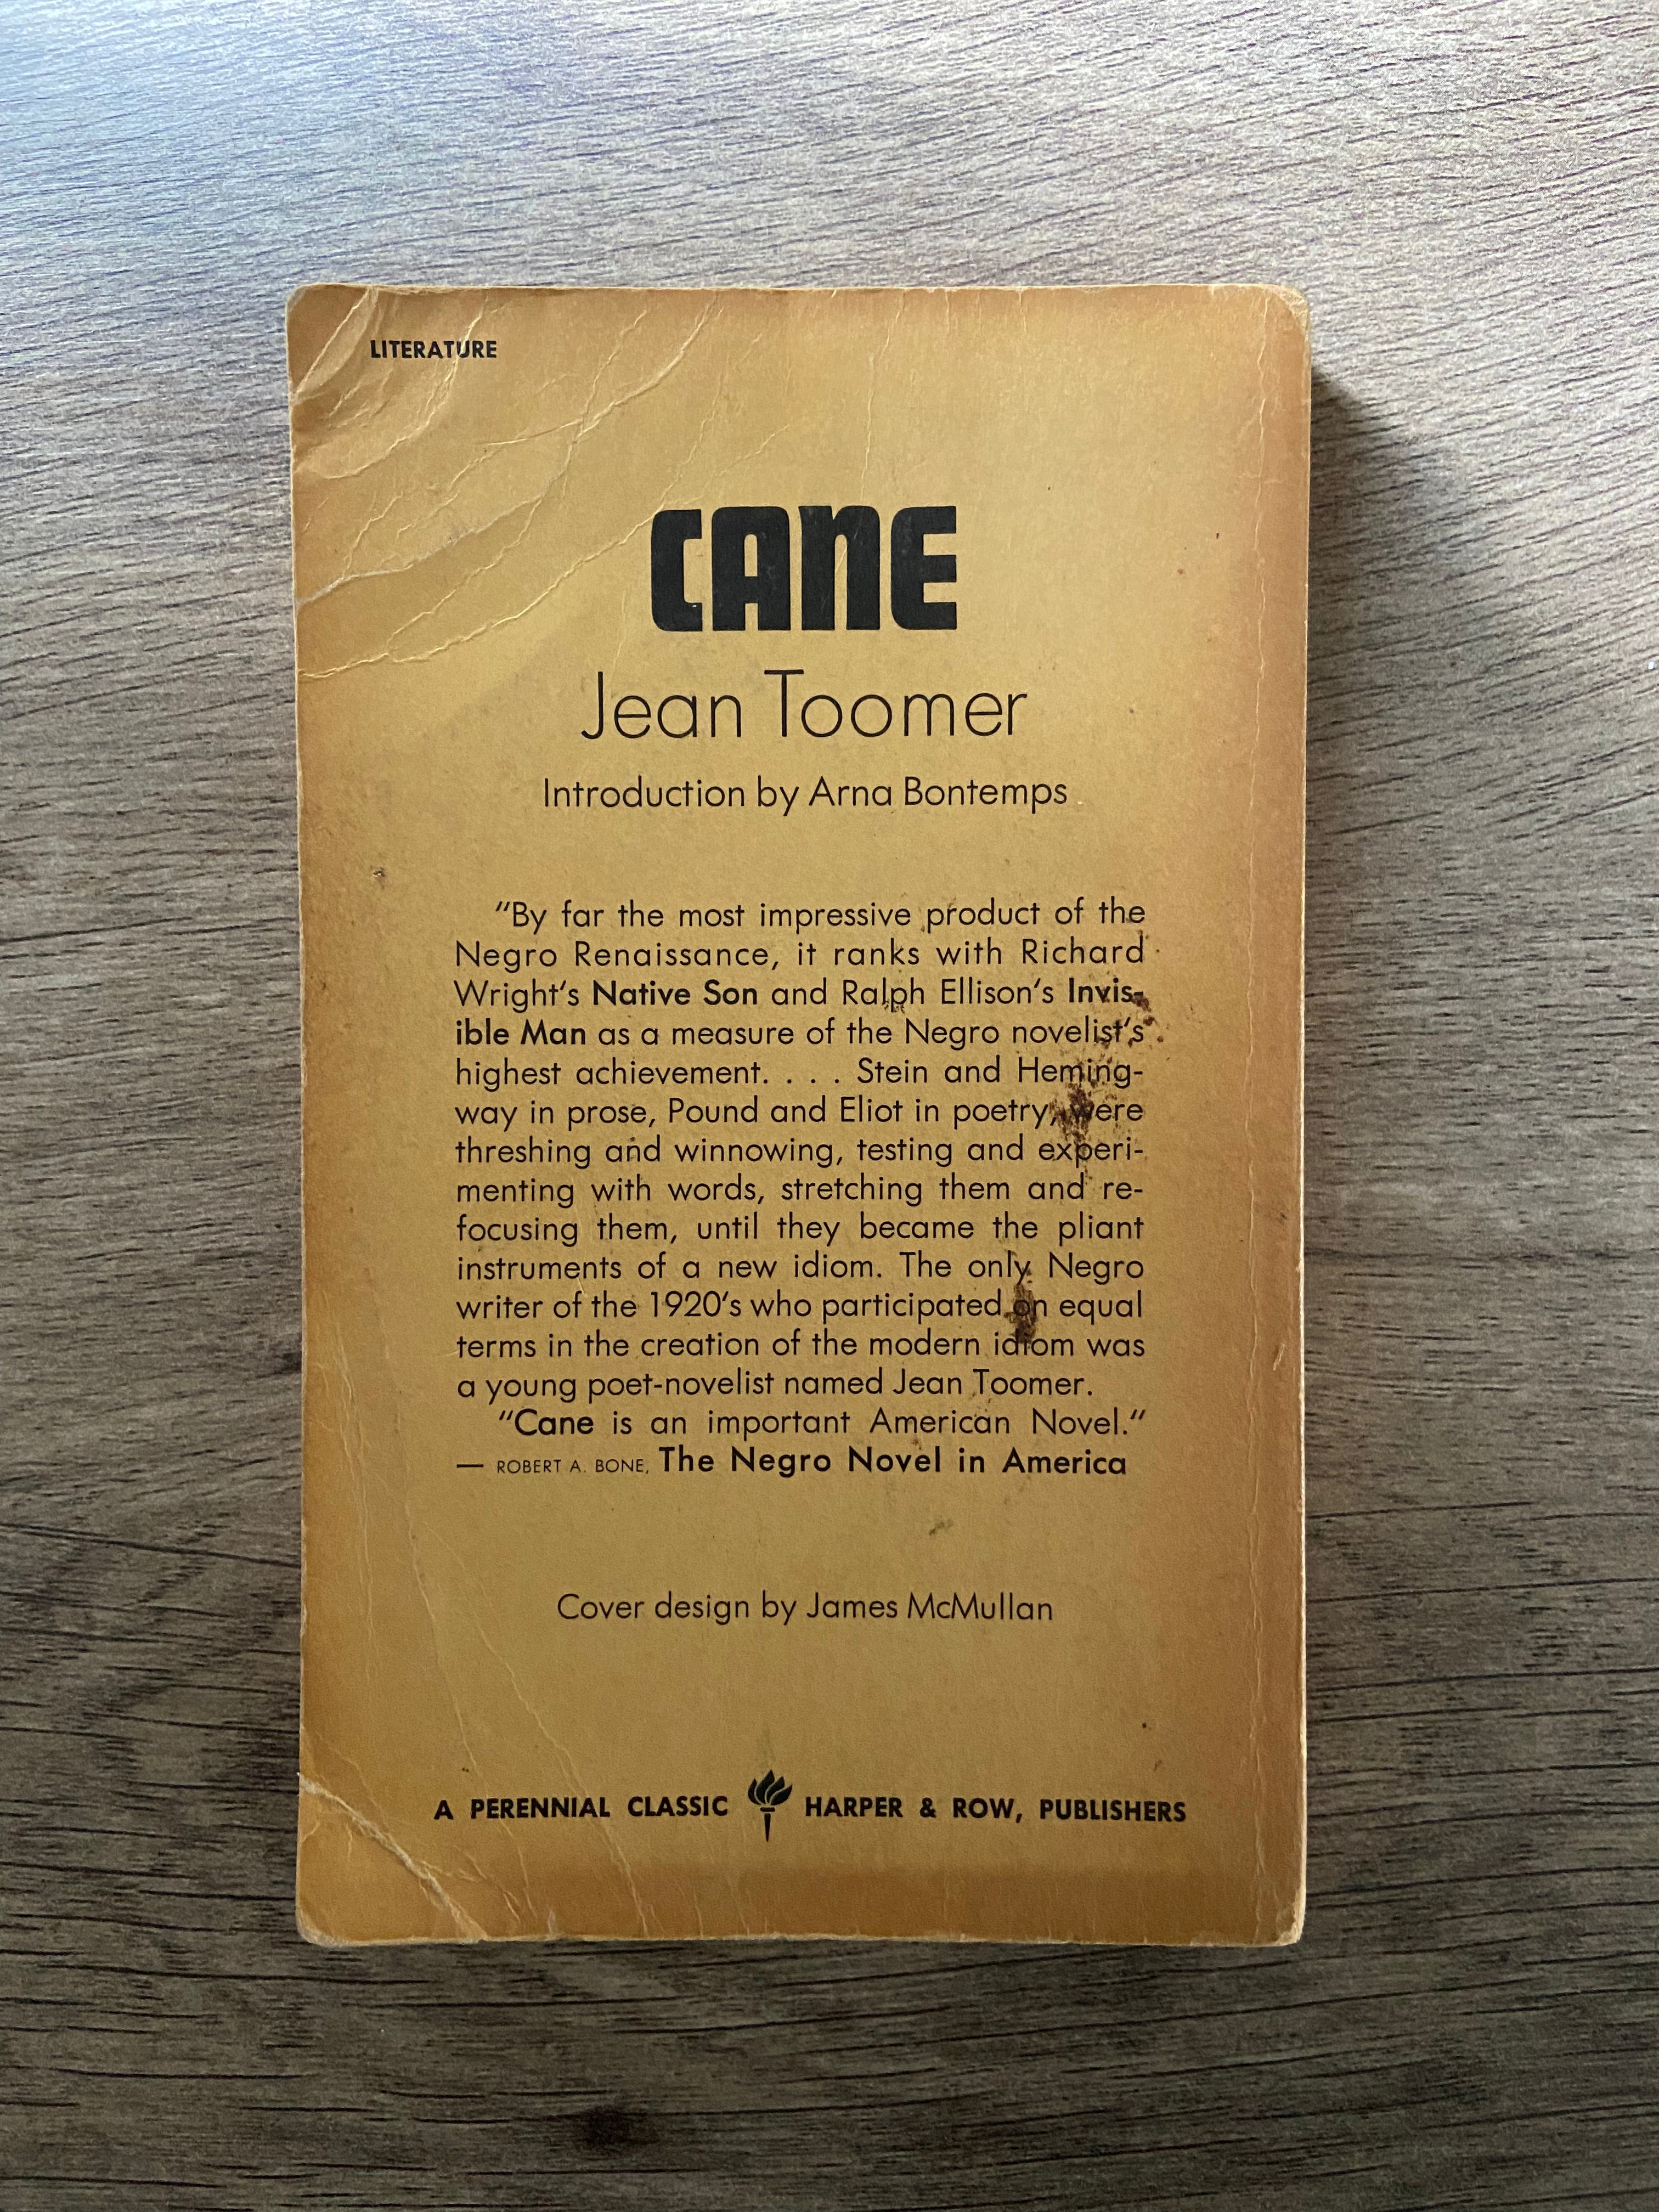 LITERATURE
CANE
Jean Toomer
Introduction by Arna Bontemps
"By far the most impressive product of the
Negro Renaissance, it ranks with Richard
Wright's Native Son and Ralph Ellison's Invis-
ible Man as a measure of the Negro novelist's
highest achievement. . . . Stein and Heming-
way in prose, Pound and Eliot in poetry, were
threshing and winnowing, testing and experi-
menting with words, stretching them and re-
focusing them, until they became the pliant
instruments of a new idiom. The only Negro
writer of the 1920's who participated on equal
terms in the creation of the modern idiom was
a young poet-novelist named Jean Toomer.
"Cane is an important American Novel."
— ROBERT A. BONE, The Negro Novel in America
Cover design by James McMullan
A PERENNIAL CLASSIC HARPER & ROW, PUBLISHERS